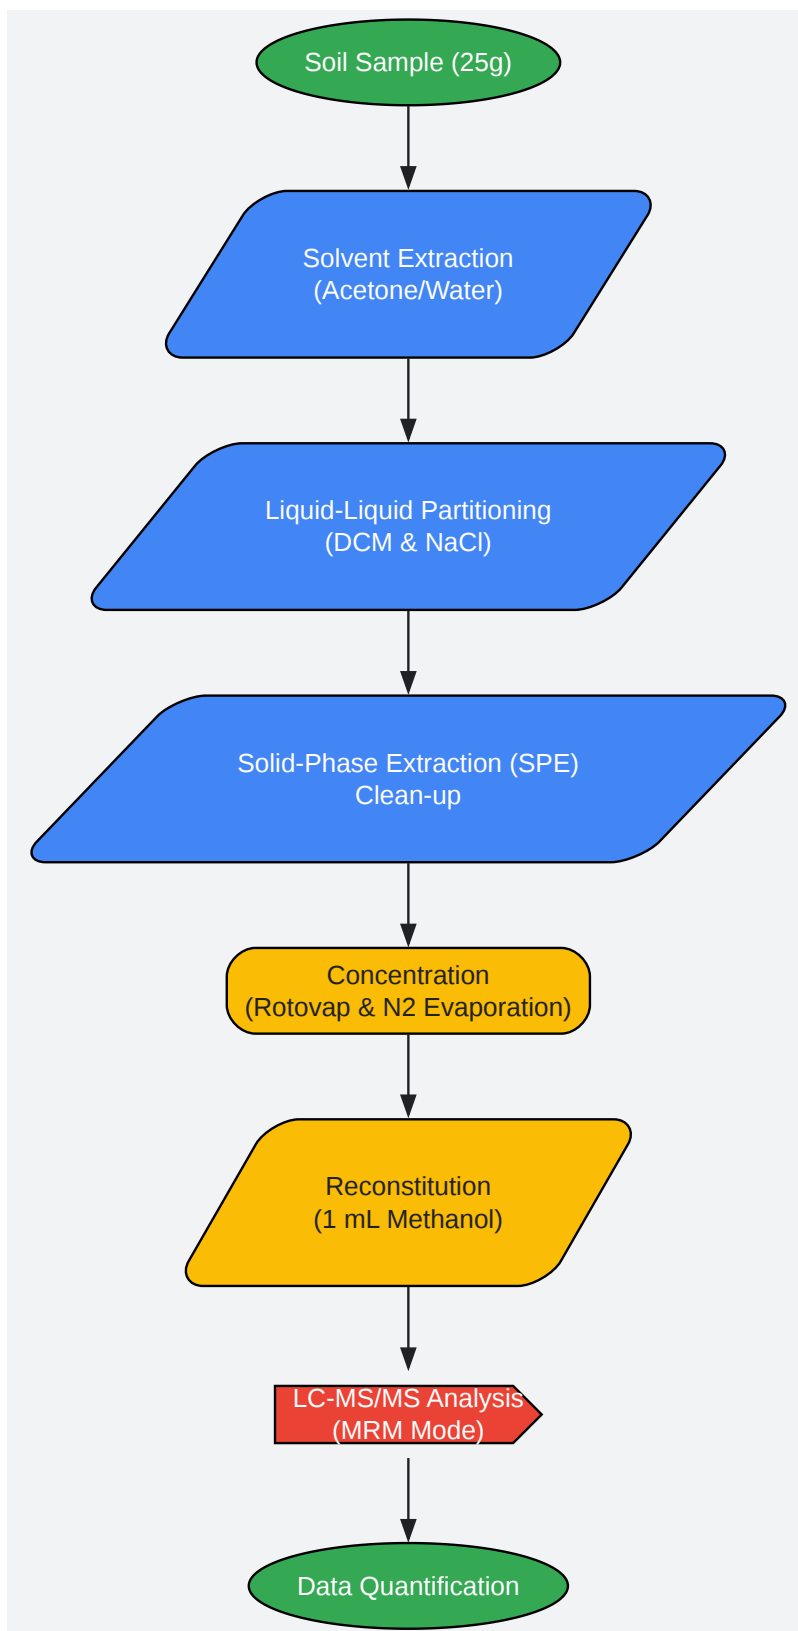 Soil Sample (25g)
Solvent Extraction
(Acetone/Water)
Liquid-Liquid Partitioning
(DCM & NaCl)
Solid-Phase Extraction (SPE)
Clean-up
Concentration
(Rotovap & N2 Evaporation)
Reconstitution
(1 mL Methanol)
LC-MS/MS Analysis
(MRM Mode)
Data Quantification